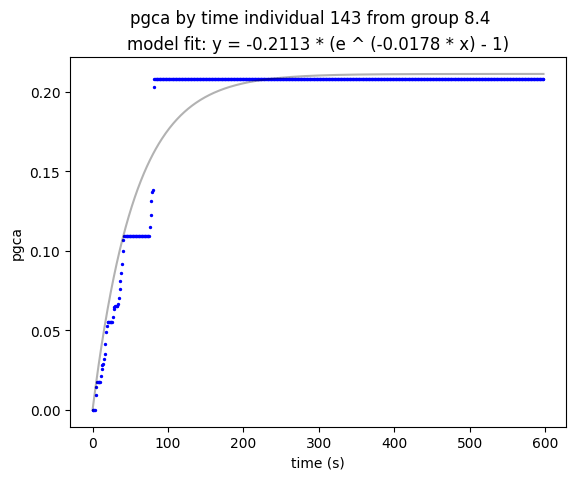 pgca by time individual 143 from group 8.4
model fit: y = -0.2113 * (e ^ (-0.0178 * x) - 1)
0.20
0.15
pgca
0.10
0.05
0.00
0 100 200 300 400 500 600
time (s)